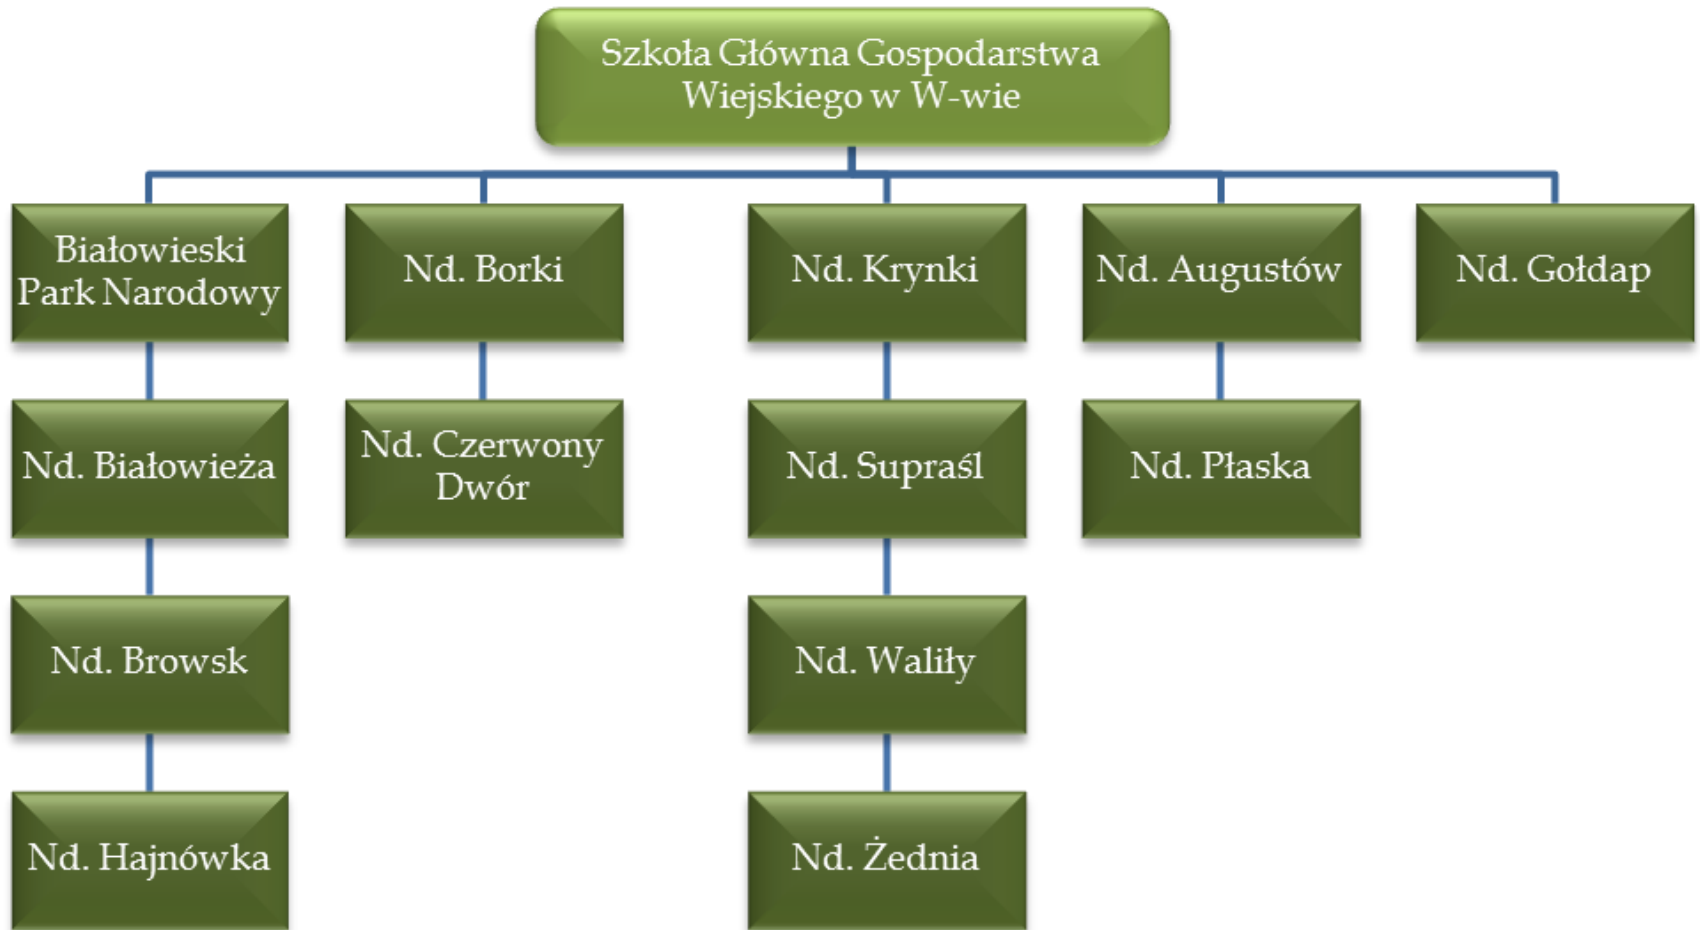 Szkoła Główna Gospodarstwa
Wiejskiego w W-wie
Białowieski
Park Narodowy
Nd. Borki
Nd. Krynki
Nd. Augustów
Nd. Gołdap
Nd. Białowieża
Nd. Czerwony
Dwór
Nd. Supraśl
Nd. Płaska
Nd. Browsk
Nd. Waliły
Nd. Hajnówka
Nd. Żednia